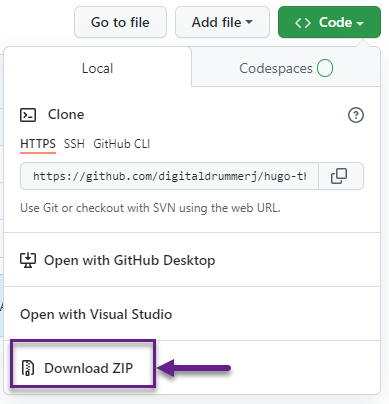 Go to file Add file Code
Local Codespaces
Clone
HTTPS SSH GitHub CLI
https://github.com/digitaldrummerj/hugo-th
Use Git or checkout with SVN using the web URL.
Open with GitHub Desktop
Open with Visual Studio
Download ZIP